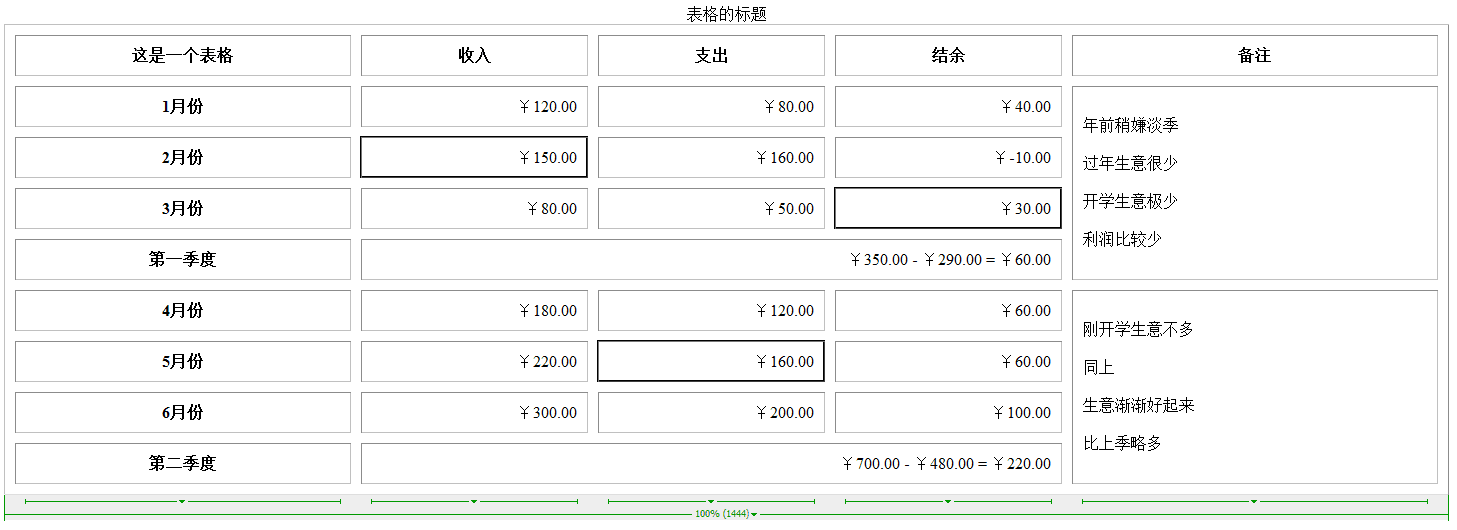 表格的标题
这是一个表格 收入 支出 结余 备注
1月份 ￥120.00 ￥80.00 ￥40.00
年前稍嫌淡季
2月份 ￥150.00 ￥160.00 ￥-10.00
过年生意很少
3月份 ￥80.00 ￥50.00 ￥30.00
开学生意极少
利润比较少
第一季度 ￥350.00 - ￥290.00 = ￥60.00
4月份 ￥180.00 ￥120.00 ￥60.00
刚开学生意不多
5月份 ￥220.00 ￥160.00 ￥60.00
同上
6月份 ￥300.00 ￥200.00 ￥100.00
生意渐渐好起来
比上季略多
第二季度 ￥700.00 - ￥480.00 = ￥220.00
100% (1444)